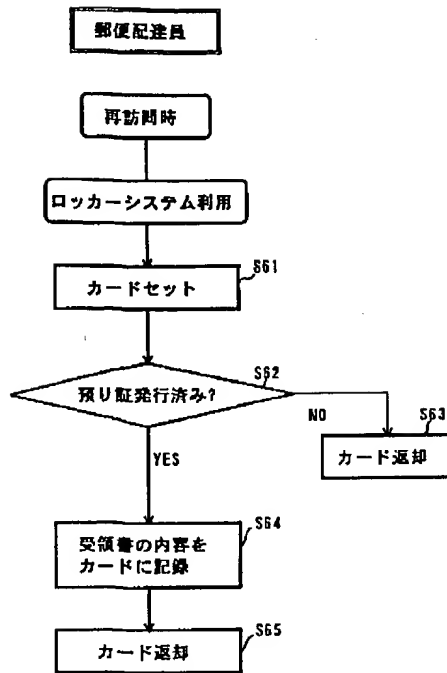 郵便配達員
再訪問時
ロッカーシステム利用
S61
カードセット
S62
預り証発行済み?
NO
S63
カード返却
YES
S64
受領書の内容を
カードに記録
S65
カード返却